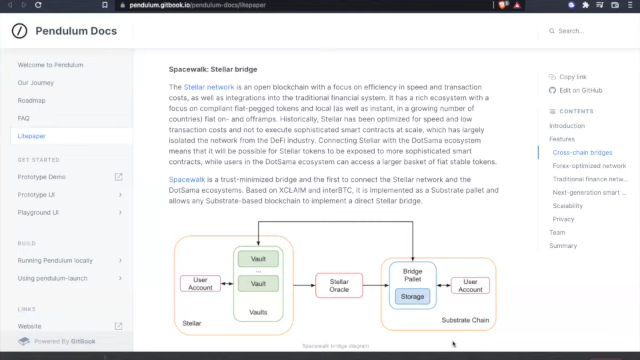 pendulum.gitbook.io/pendulum-docs/litepaper
Pendulum Docs
Search...
Welcome to Pendulum
Our Journey
Roadmap
FAQ
Litepaper
GET STARTED
Prototype Demo
Prototype UI
Playground UI
BUILD
Running Pendulum locally
Using pendulum-launch
LINKS
Website
Powered By GitBook
Spacewalk: Stellar bridge
The Stellar network is an open blockchain with a focus on efficiency in speed and transaction
costs, as well as integrations into the traditional financial system. It has a rich ecosystem with
a focus on compliant fiat-pegged tokens and local (as well as instant, in a growing number of
countries) fiat on- and offramps. Historically, Stellar has been optimized for speed and low
transaction costs and not to execute sophisticated smart contracts at scale, which has largely
isolated the network from the DeFi industry. Connecting Stellar with the DotSama ecosystem
means that it will be possible for Stellar tokens to be exposed to more sophisticated smart
contracts, while users in the DotSama ecosystem can access a larger basket of fiat stable tokens.
Spacewalk is a trust-minimized bridge and the first to connect the Stellar network and the
DotSama ecosystems. Based on XCLAIM and interBTC, it is implemented as a Substrate pallet and
allows any Substrate-based blockchain to implement a direct Stellar bridge.
User
Account
Vault
...
Vault
Vaults
Stellar
Stellar
Oracle
Bridge
Pallet
Storage
User
Account
Substrate Chain
Spacewalk bridge diagram
Copy link
Edit on GitHub
CONTENTS
Introduction
Features
Cross-chain bridges
Forex-optimized network
Traditional finance netw...
Next-generation smart ...
Scalability
Privacy
Team
Summary